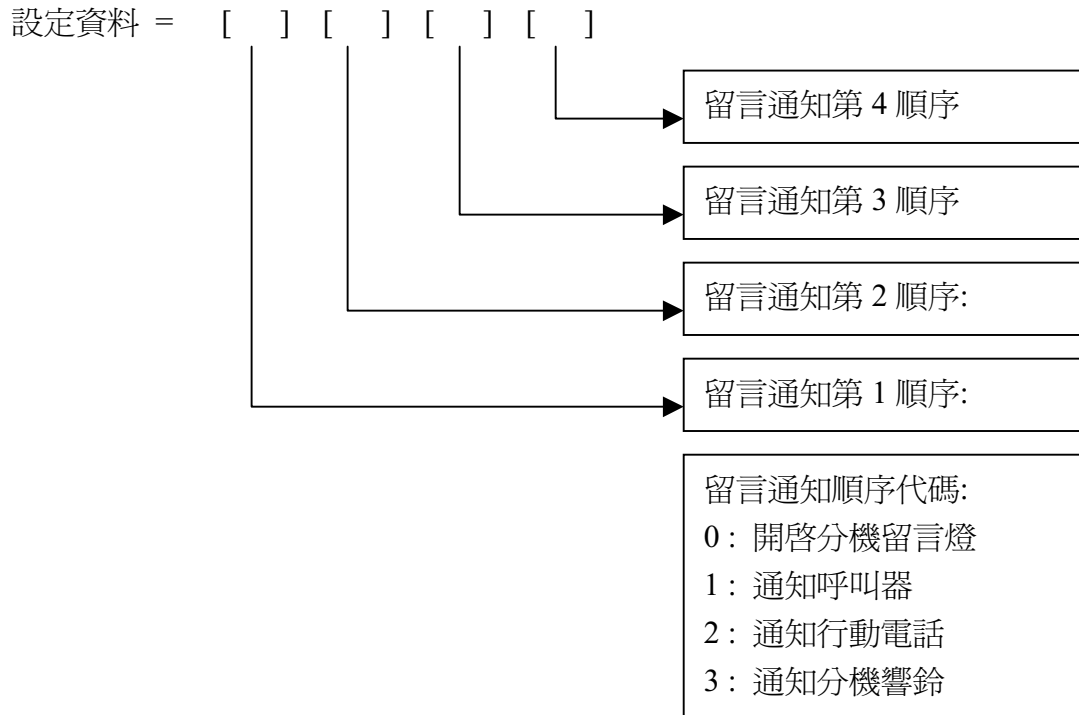 設定資料 = [ ] [ ] [ ] [ ]
留言通知第 4 順序
留言通知第 3 順序
留言通知第 2 順序:
留言通知第 1 順序:
留言通知順序代碼:
0 : 開啓分機留言燈
1 : 通知呼叫器
2 : 通知行動電話
3 : 通知分機響鈴